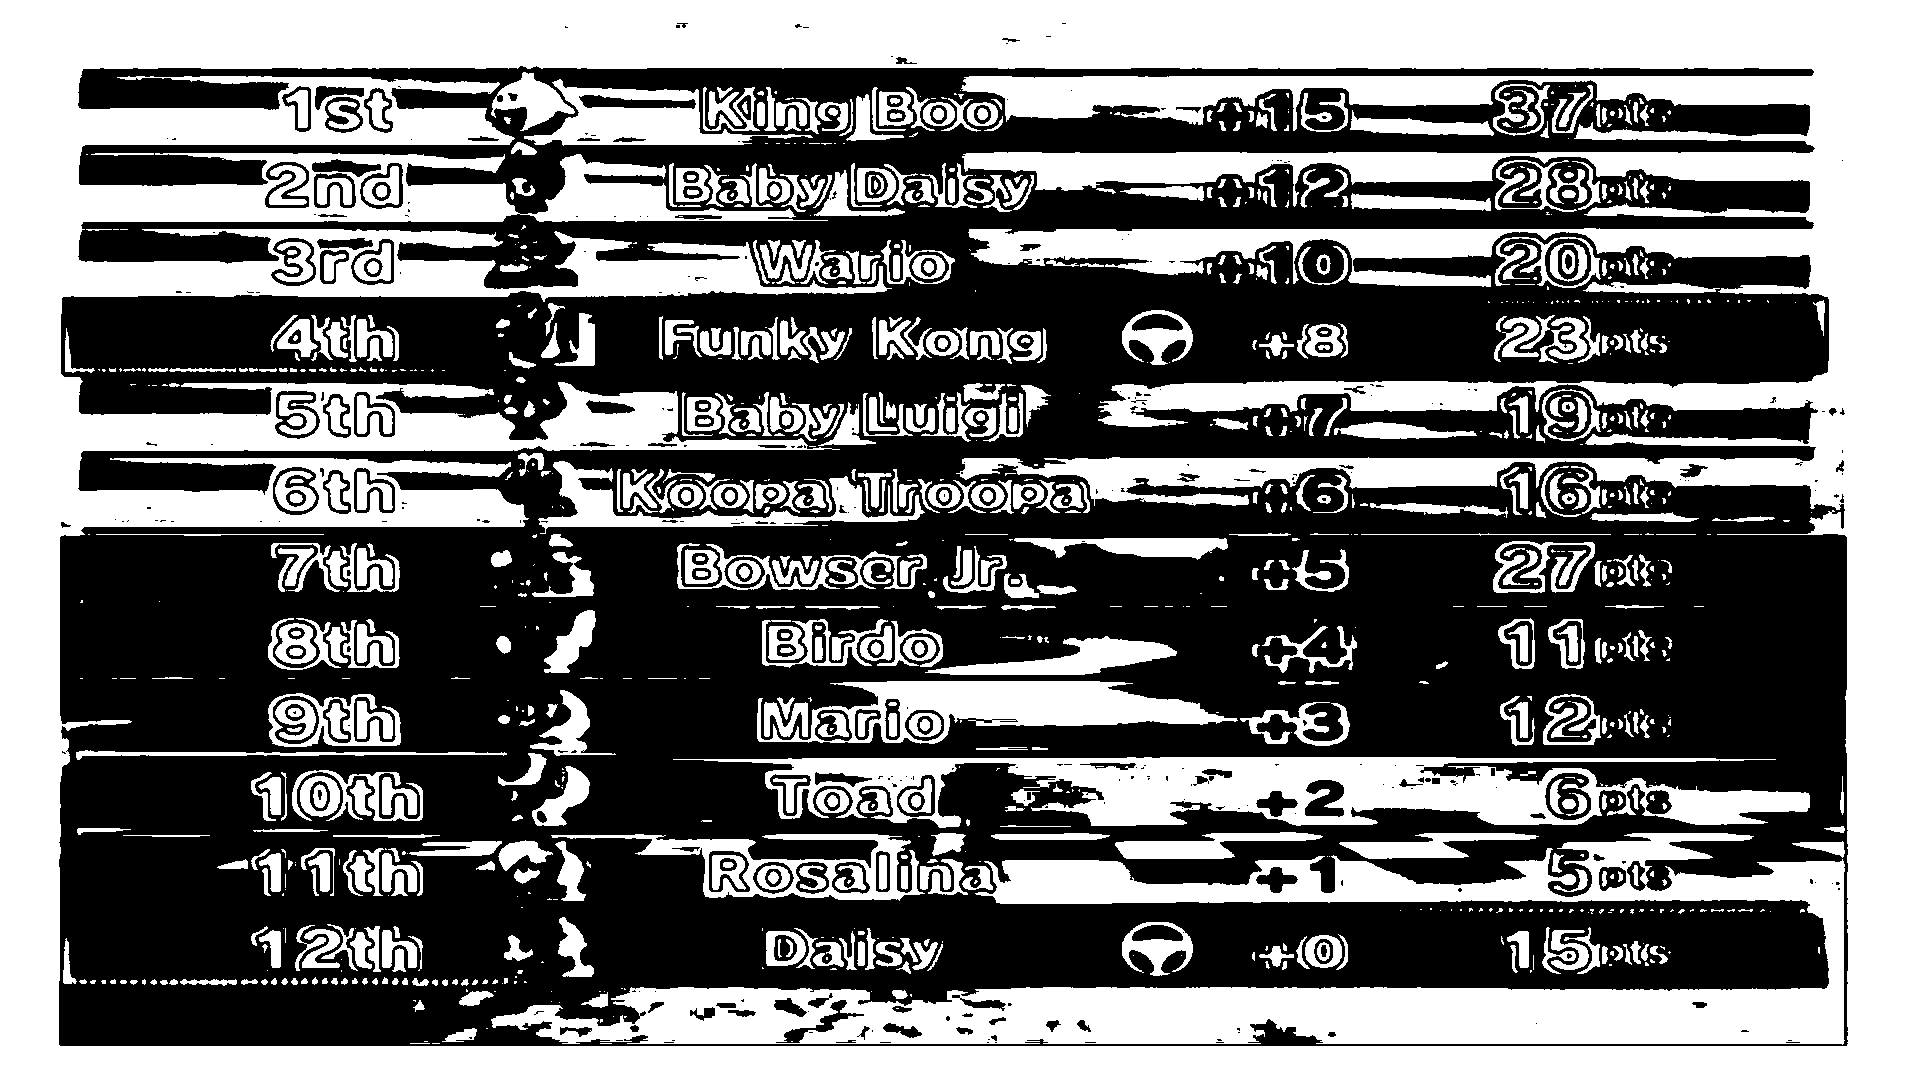 1st King Boo +15 37pts
2nd Baby Daisy +12 28pts
3rd Wario +10 20pts
4th Funky Kong +8 23pts
5th Baby Luigi +7 19pts
6th Koopa Troopa +6 16pts
7th Bowser Jr. +5 27pts
8th Birdo +4 11pts
9th Mario +3 12pts
10th Toad +2 6pts
11th Rosalina +1 5pts
12th Daisy +0 15pts